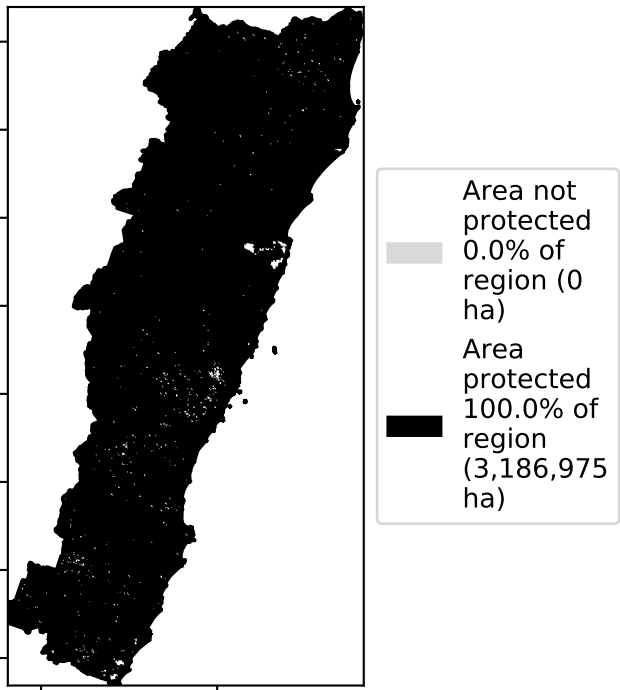 Area not
protected
0.0% of
region (0
ha)
Area
protected
100.0% of
region
(3,186,975
ha)